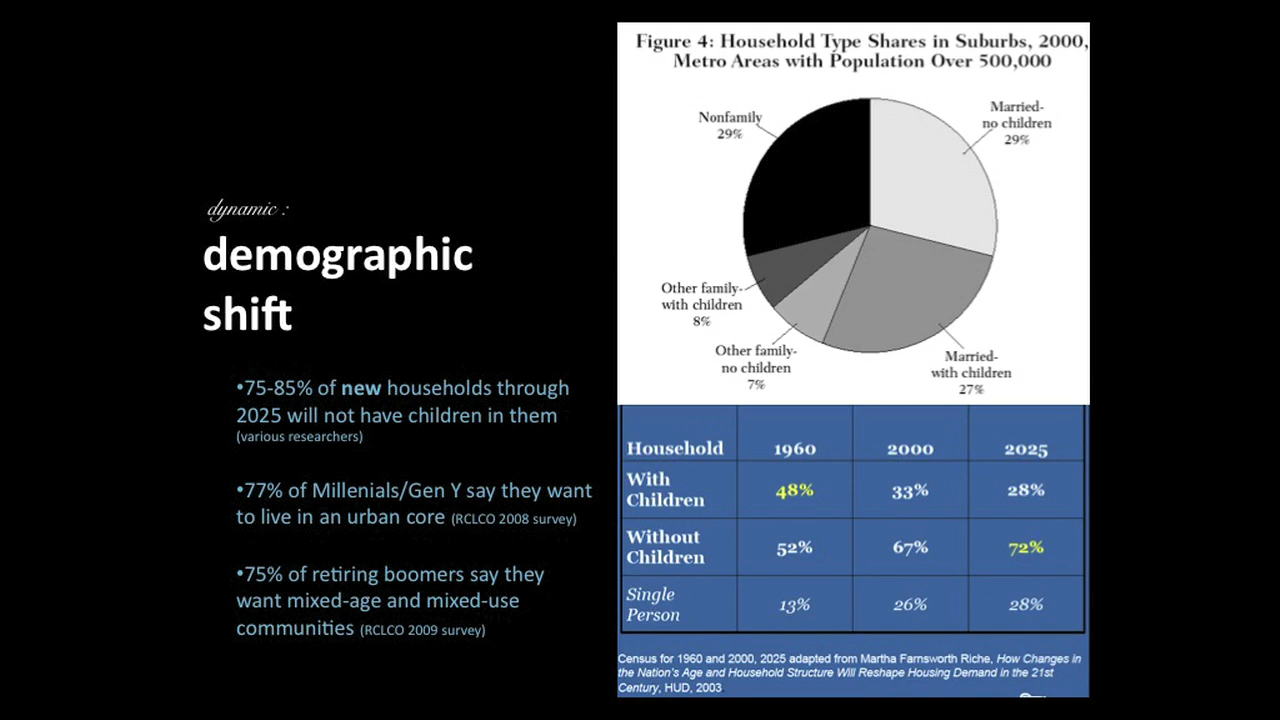 dynamic :
demographic
shift
•75-85% of new households through
2025 will not have children in them
(various researchers)
•77% of Millenials/Gen Y say they want
to live in an urban core (RCLCO 2008 survey)
•75% of retiring boomers say they
want mixed-age and mixed-use
communities (RCLCO 2009 survey)
Figure 4: Household Type Shares in Suburbs, 2000,
Metro Areas with Population Over 500,000
Nonfamily
29%
Married-
no children
29%
Other family-
with children
8%
Other family-
no children
7%
Married-
with children
27%
Household 1960 2000 2025
With
Children 48% 33% 28%
Without
Children 52% 67% 72%
Single
Person 13% 26% 28%
Census for 1960 and 2000, 2025 adapted from Martha Farnsworth Riche, How Changes in
the Nation's Age and Household Structure Will Reshape Housing Demand in the 21st
Century, HUD, 2003